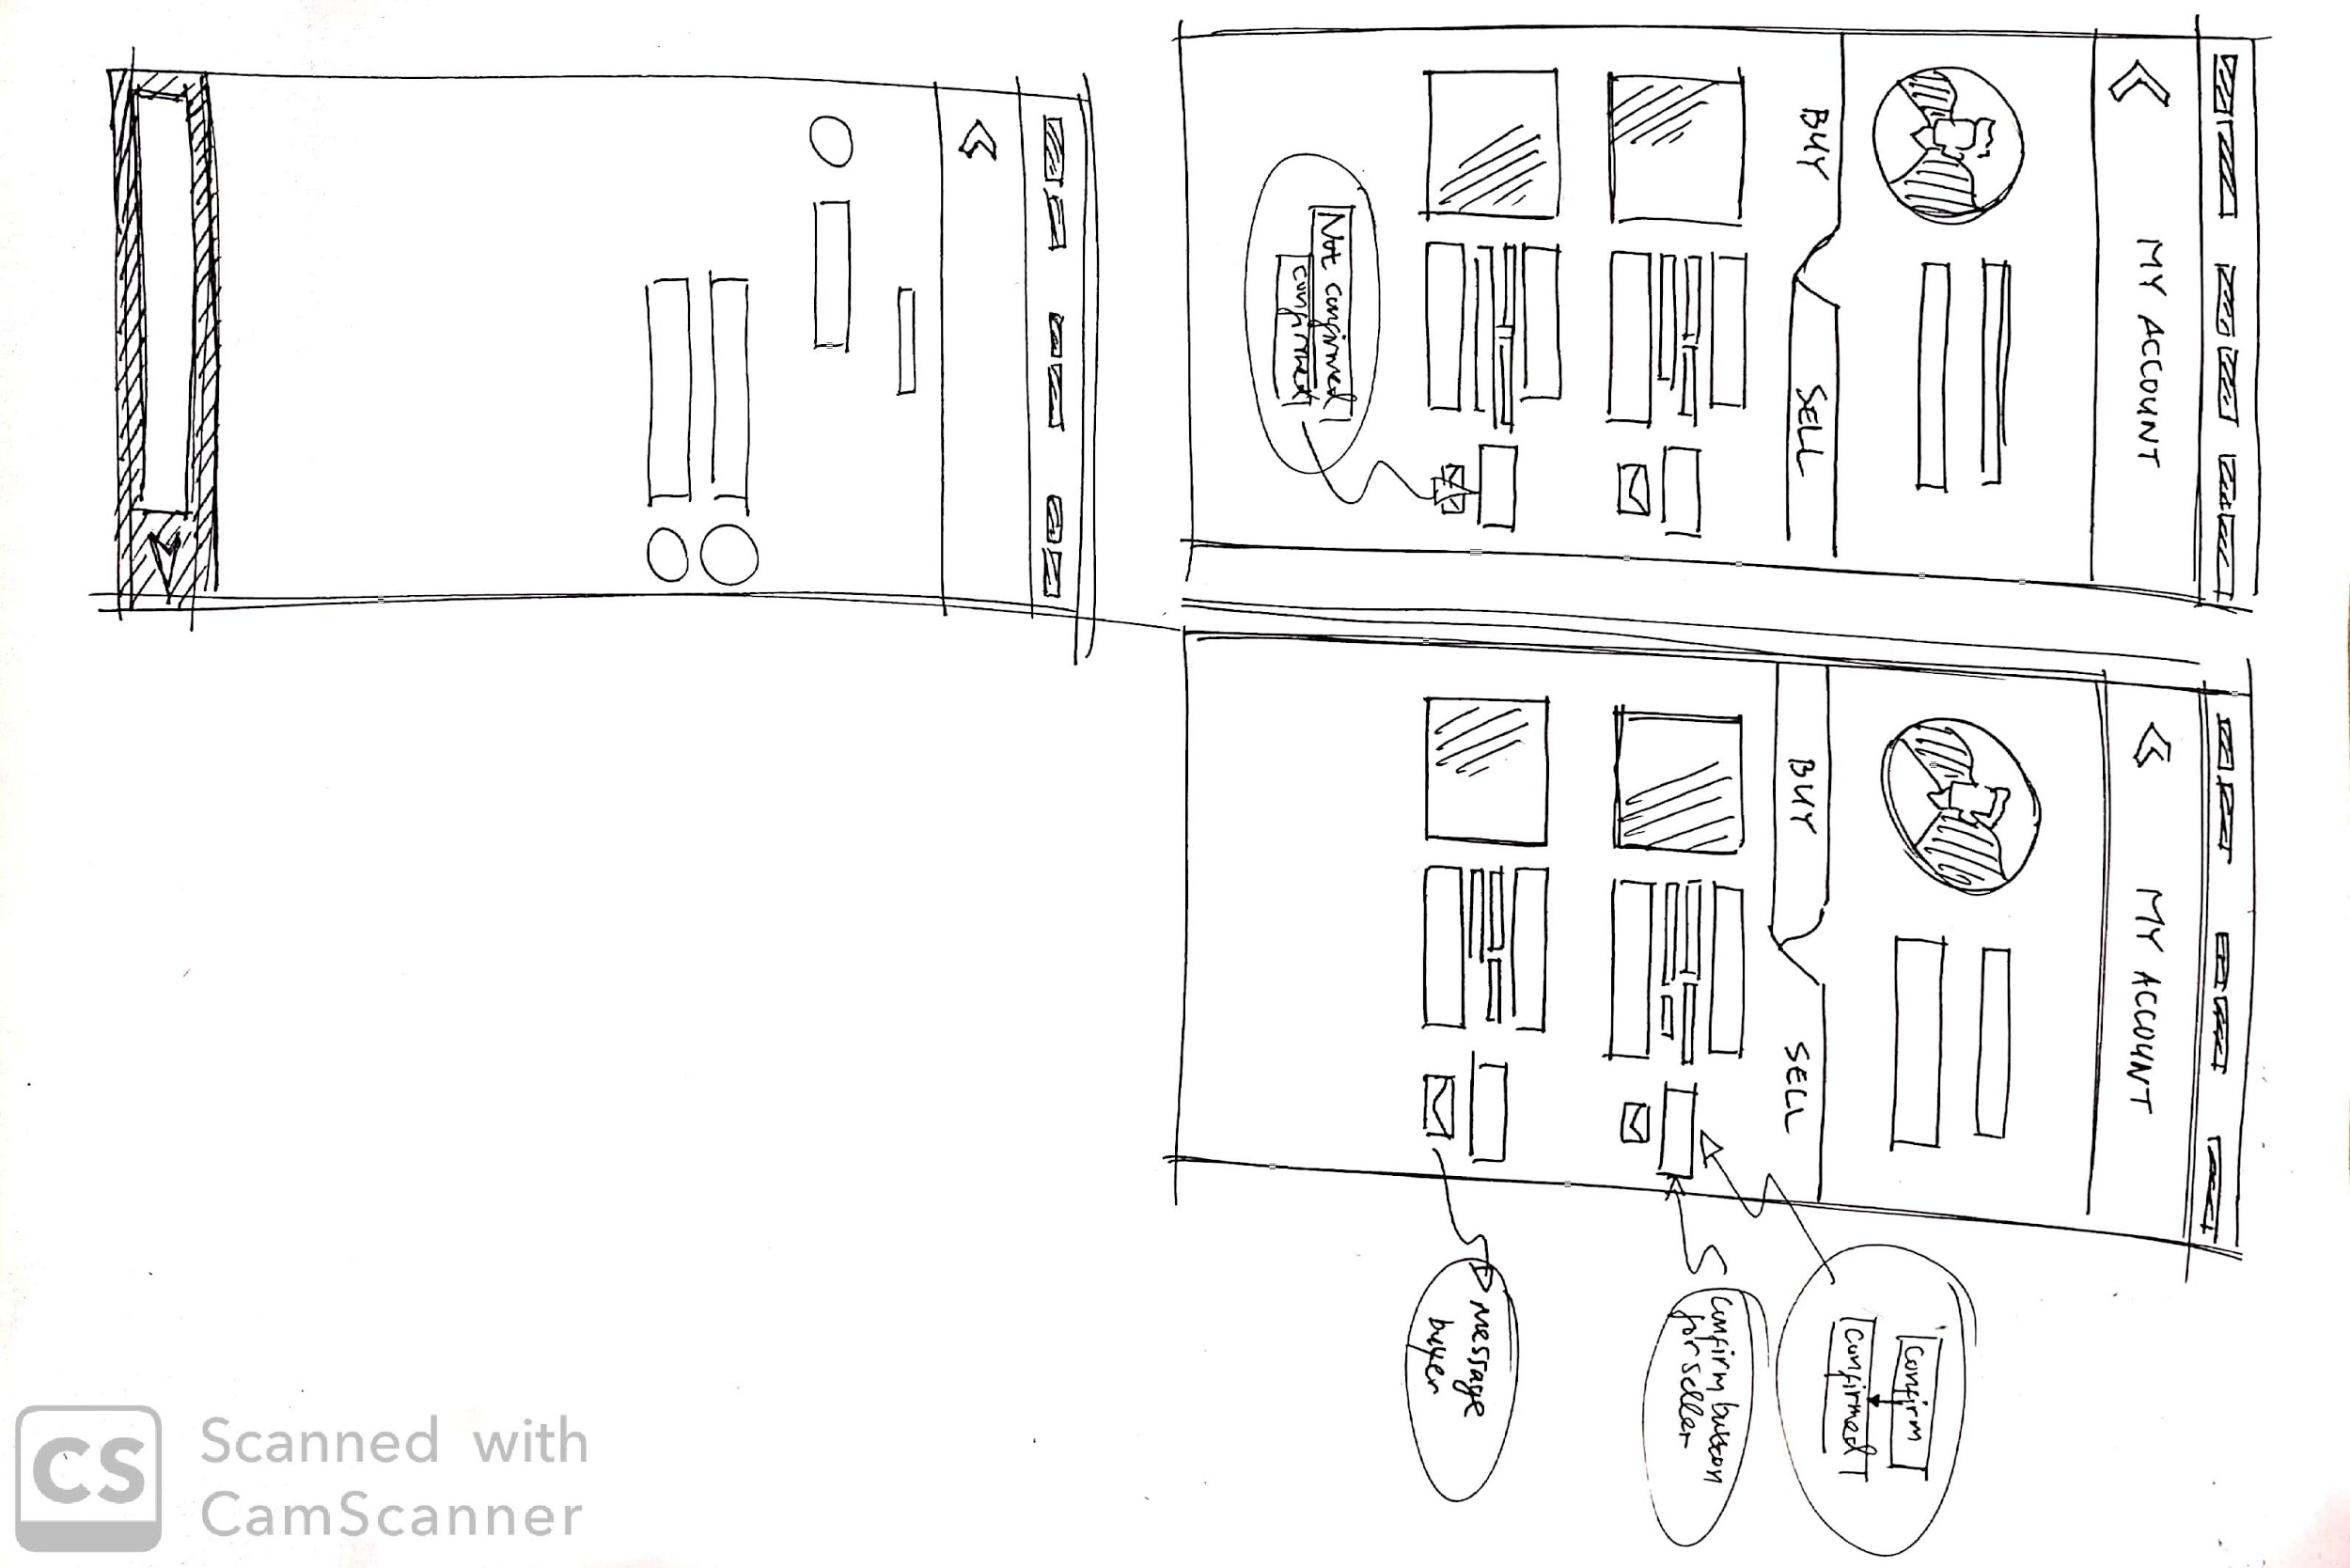 MY ACCOUNT
BUY SELL
Not confirmed
confirmed
MY ACCOUNT
BUY SELL
Confirm
Confirmed
Confirm button
for seller
Message
buyer
CS
Scanned with
CamScanner